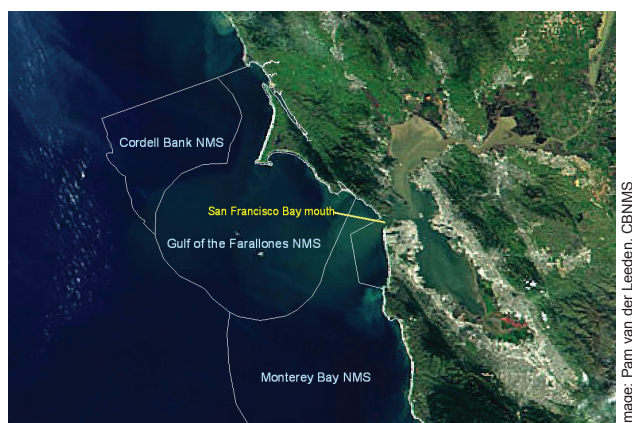 Cordell Bank NMS
San Francisco Bay mouth
Gulf of the Farallones NMS
Monterey Bay NMS
mage: Pam van der Leeden, CBNMS